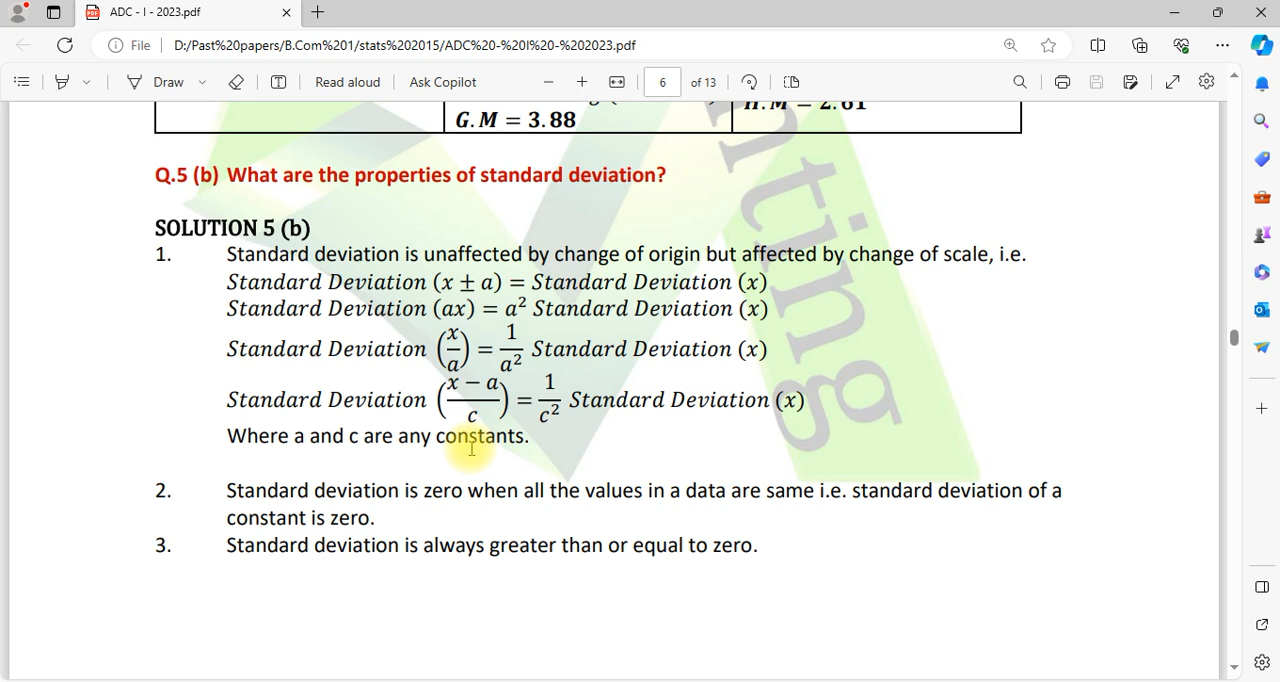 ADC - I - 2023.pdf
File
D:/Past%20papers/B.Com%201/stats%202015/ADC%20-%20I%20-%202023.pdf
Draw
Read aloud
Ask Copilot
6 of 13
G.M = 3.88
H.M = 2.61
Q.5 (b) What are the properties of standard deviation?
SOLUTION 5 (b)
1. Standard deviation is unaffected by change of origin but affected by change of scale, i.e.
Standard Deviation (x ± a) = Standard Deviation (x)
Standard Deviation (ax) = a² Standard Deviation (x)
Standard Deviation (x/a) = 1/a² Standard Deviation (x)
Standard Deviation ((x − a)/c) = 1/c² Standard Deviation (x)
Where a and c are any constants.
2. Standard deviation is zero when all the values in a data are same i.e. standard deviation of a
constant is zero.
3. Standard deviation is always greater than or equal to zero.